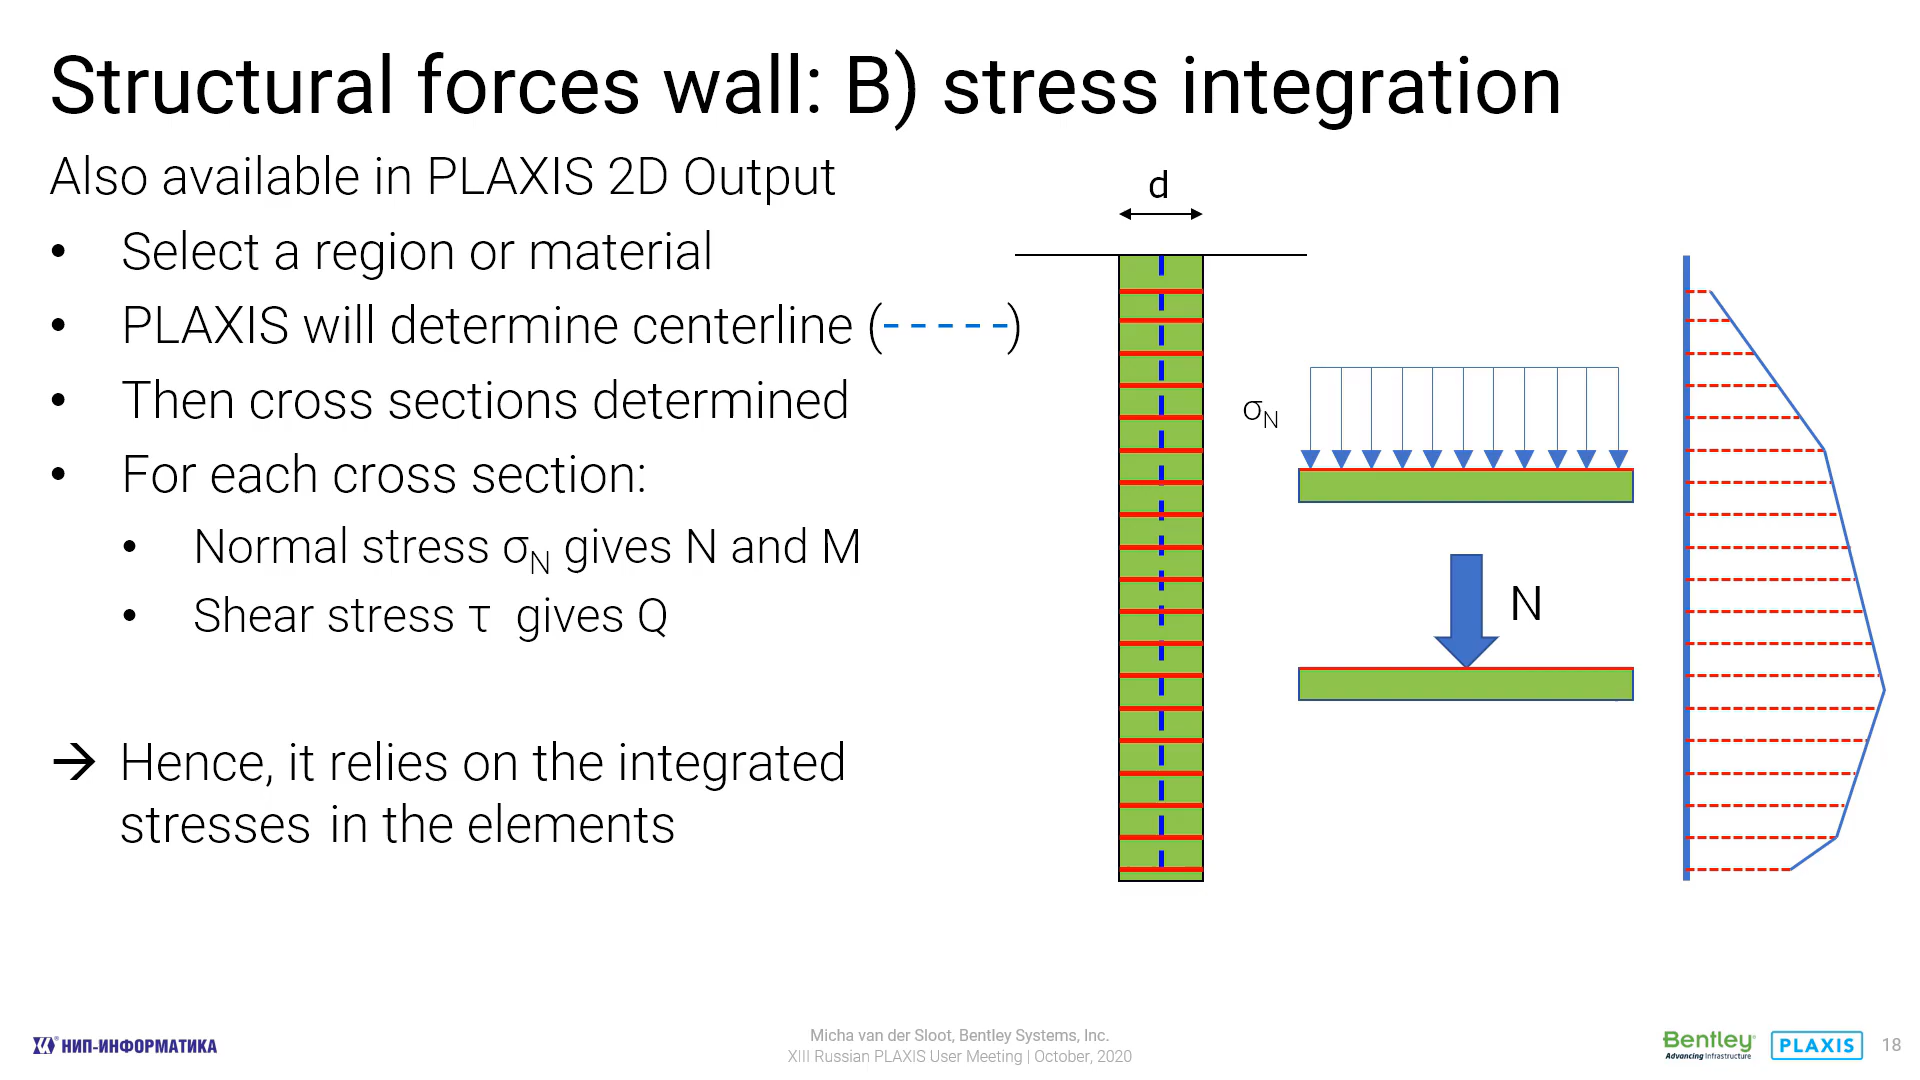 Structural forces wall: B) stress integration
Also available in PLAXIS 2D Output
• Select a region or material
• PLAXIS will determine centerline (-----)
• Then cross sections determined
• For each cross section:
• Normal stress σN gives N and M
• Shear stress τ gives Q
→ Hence, it relies on the integrated
stresses in the elements
d
σN
N
НИП-ИНФОРМАТИКА
Micha van der Sloot, Bentley Systems, Inc.
XIII Russian PLAXIS User Meeting | October, 2020
Bentley®
Advancing Infrastructure
PLAXIS
18